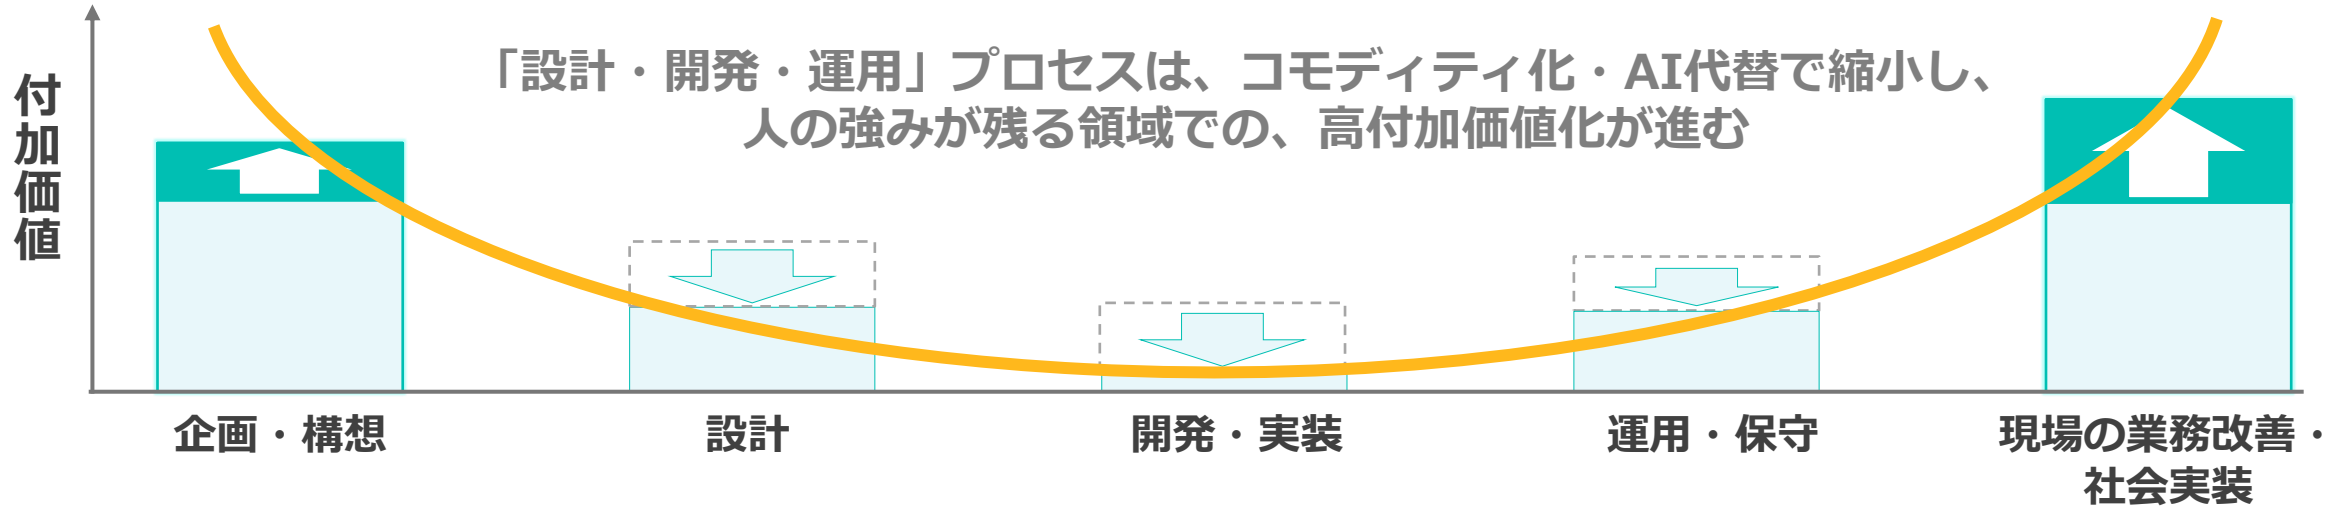 付加価値
「設計・開発・運用」プロセスは、コモディティ化・AI代替で縮小し、
人の強みが残る領域での、高付加価値化が進む
企画・構想
設計
開発・実装
運用・保守
現場の業務改善・
社会実装